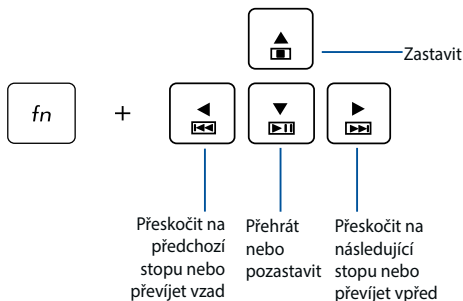 Zastavit
fn
+
Přeskočit na
předchozí
stopu nebo
převíjet vzad
Přehrát
nebo
pozastavit
Přeskočit na
následující
stopu nebo
převíjet vpřed